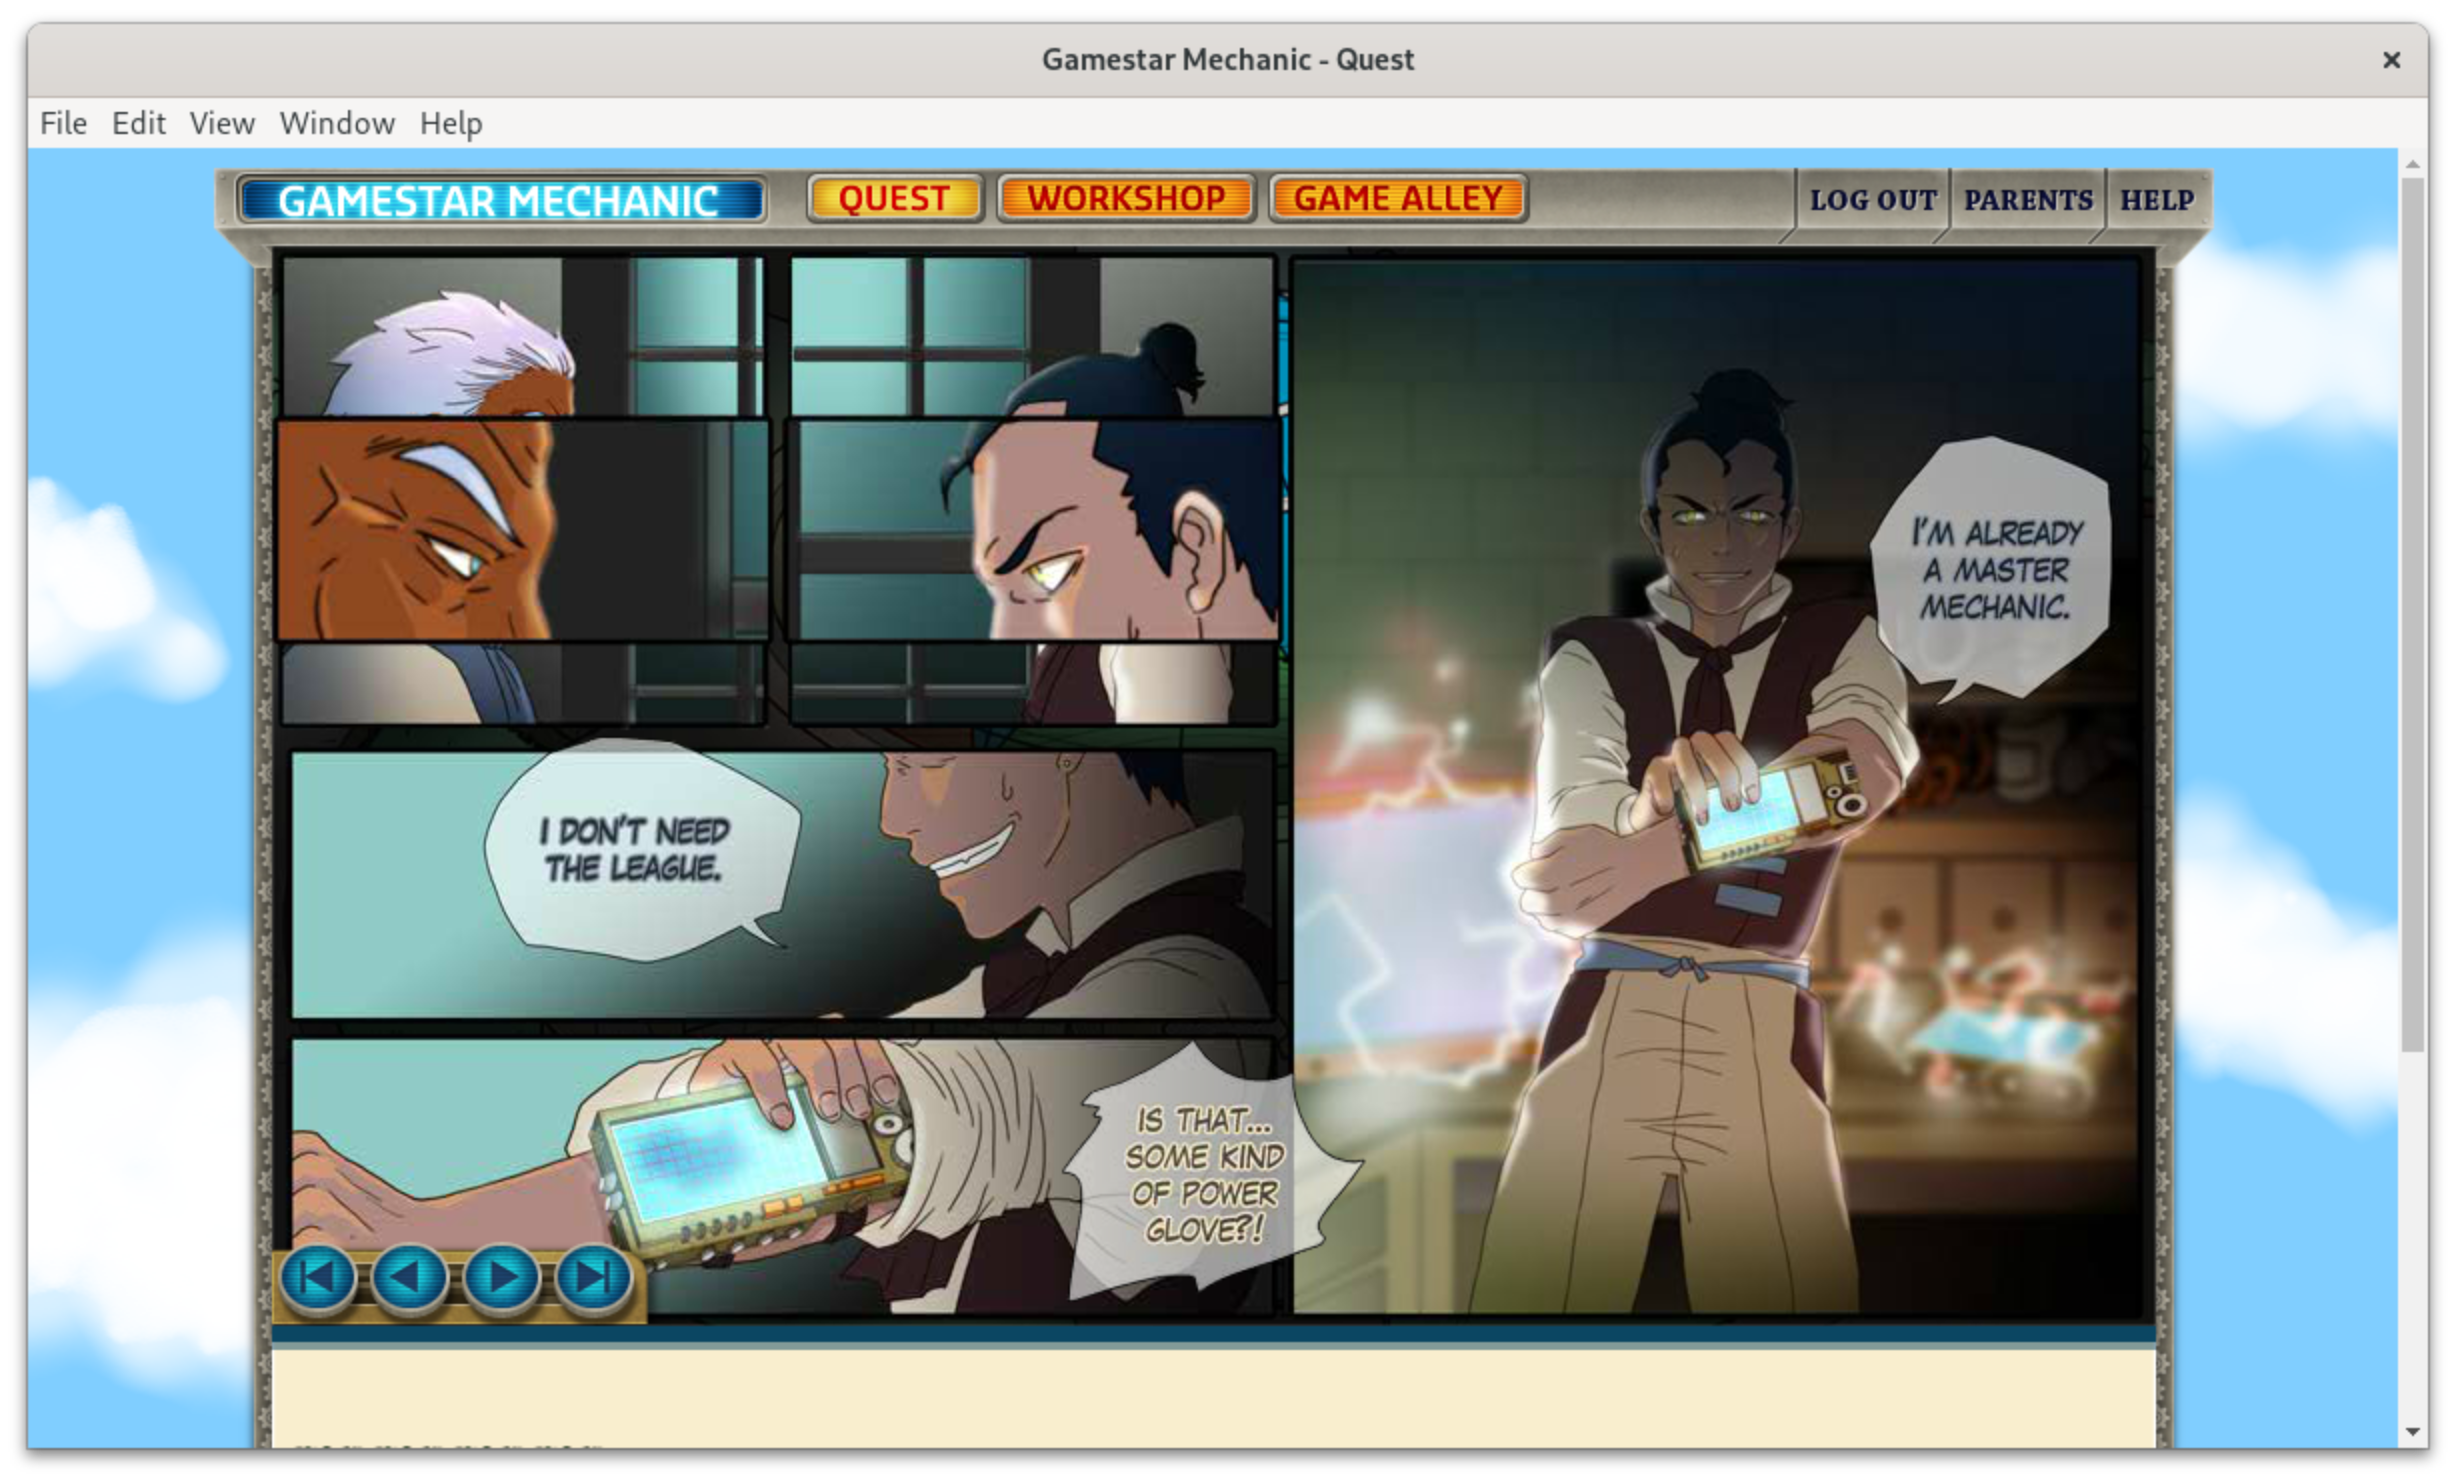 Gamestar Mechanic - Quest
File Edit View Window Help
GAMESTAR MECHANIC QUEST WORKSHOP GAME ALLEY LOG OUT PARENTS HELP
I DON'T NEED
THE LEAGUE.
IS THAT...
SOME KIND
OF POWER
GLOVE?!
I'M ALREADY
A MASTER
MECHANIC.